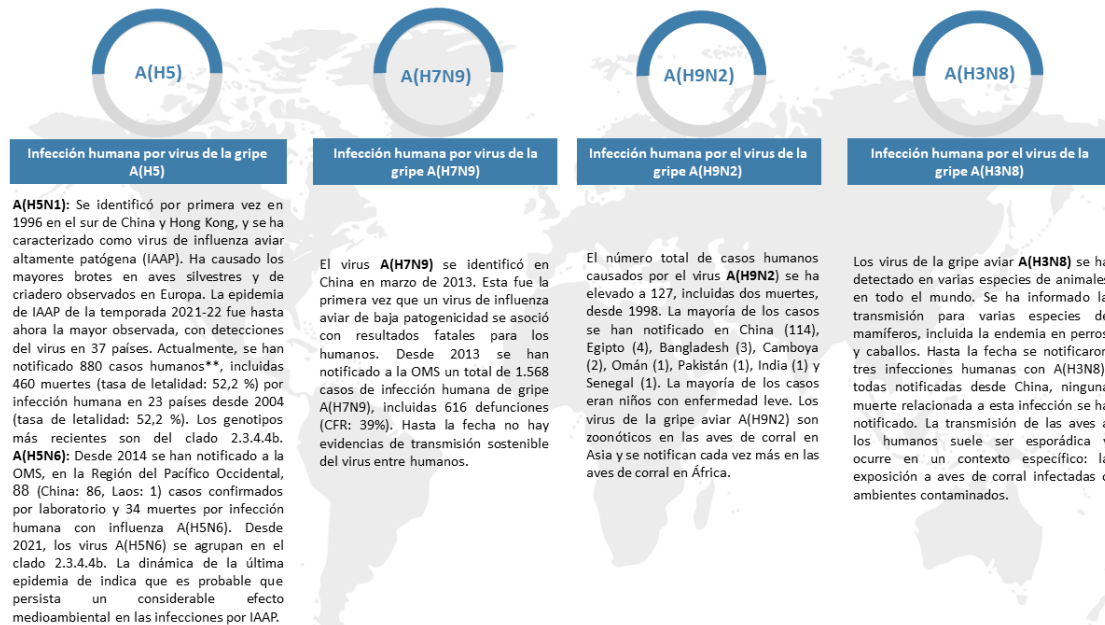 A(H5)
Infección humana por virus de la gripe
A(H5)
A(H5N1): Se identificó por primera vez en
1996 en el sur de China y Hong Kong, y se ha
caracterizado como virus de influenza aviar
altamente patógena (IAAP). Ha causado los
mayores brotes en aves silvestres y de
criadero observados en Europa. La epidemia
de IAAP de la temporada 2021-22 fue hasta
ahora la mayor observada, con detecciones
del virus en 37 países. Actualmente, se han
notificado 880 casos humanos**, incluidas
460 muertes (tasa de letalidad: 52,2 %) por
infección humana en 23 países desde 2004
(tasa de letalidad: 52,2 %). Los genotipos
más recientes son del clado 2.3.4.4b.
A(H5N6): Desde 2014 se han notificado a la
OMS, en la Región del Pacífico Occidental,
88 (China: 86, Laos: 1) casos confirmados
por laboratorio y 34 muertes por infección
humana con influenza A(H5N6). Desde
2021, los virus A(H5N6) se agrupan en el
clado 2.3.4.4b. La dinámica de la última
epidemia de indica que es probable que
persista un considerable efecto
medioambiental en las infecciones por IAAP.
A(H7N9)
Infección humana por virus de la
gripe A(H7N9)
El virus A(H7N9) se identificó en
China en marzo de 2013. Esta fue la
primera vez que un virus de influenza
aviar de baja patogenicidad se asoció
con resultados fatales para los
humanos. Desde 2013 se han
notificado a la OMS un total de 1.568
casos de infección humana de gripe
A(H7N9), incluidas 616 defunciones
(CFR: 39%). Hasta la fecha no hay
evidencias de transmisión sostenible
del virus entre humanos.
A(H9N2)
Infección humana por el virus de la
gripe A(H9N2)
El número total de casos humanos
causados por el virus A(H9N2) se ha
elevado a 127, incluidas dos muertes,
desde 1998. La mayoría de los casos
se han notificado en China (114),
Egipto (4), Bangladesh (3), Camboya
(2), Omán (1), Pakistán (1), India (1) y
Senegal (1). La mayoría de los casos
eran niños con enfermedad leve. Los
virus de la gripe aviar A(H9N2) son
zoonóticos en las aves de corral en
Asia y se notifican cada vez más en las
aves de corral en África.
A(H3N8)
Infección humana por el virus de la
gripe A(H3N8)
Los virus de la gripe aviar A(H3N8) se ha
detectado en varias especies de animales
en todo el mundo. Se ha informado la
transmisión para varias especies de
mamíferos, incluida la endemia en perros
y caballos. Hasta la fecha se notificaron
tres infecciones humanas con A(H3N8)
todas notificadas desde China, ninguna
muerte relacionada a esta infección se ha
notificado. La transmisión de las aves a
los humanos suele ser esporádica y
ocurre en un contexto específico: la
exposición a aves de corral infectadas o
ambientes contaminados.